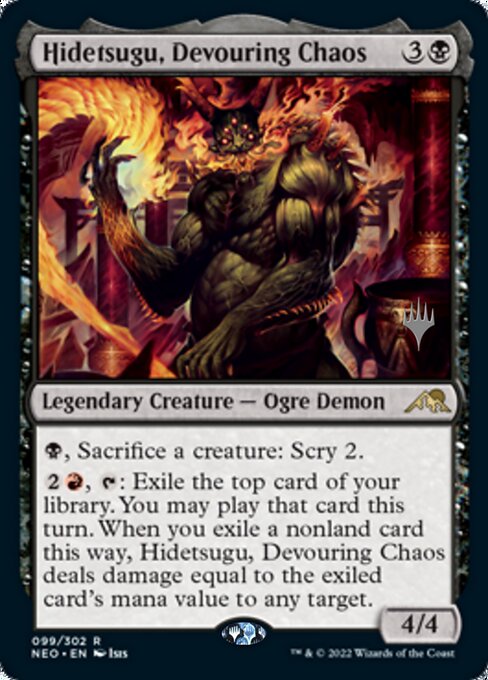 Hidetsugu, Devouring Chaos 3
Legendary Creature — Ogre Demon
, Sacrifice a creature: Scry 2.
2 , : Exile the top card of your
library. You may play that card this
turn. When you exile a nonland card
this way, Hidetsugu, Devouring Chaos
deals damage equal to the exiled
card's mana value to any target.
4/4
099/302 R
NEO • EN Isis
™ & © 2022 Wizards of the Coast